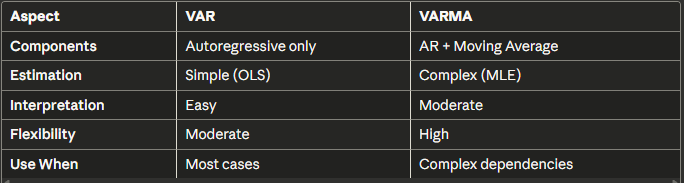 Aspect VAR VARMA
Components Autoregressive only AR + Moving Average
Estimation Simple (OLS) Complex (MLE)
Interpretation Easy Moderate
Flexibility Moderate High
Use When Most cases Complex dependencies